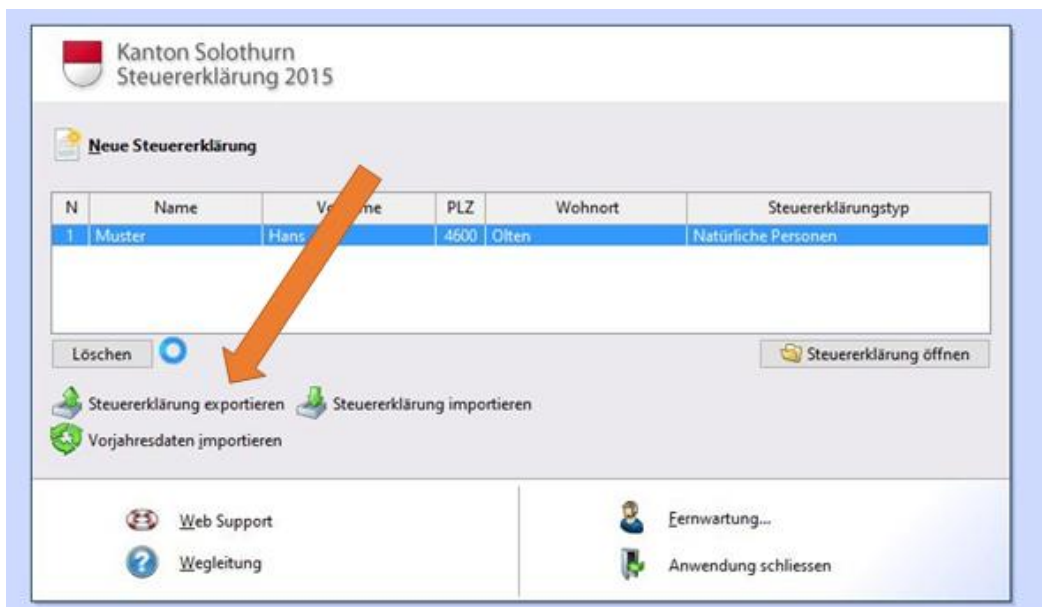 Kanton Solothurn
Steuererklärung 2015
Neue Steuererklärung
N Name PLZ Wohnort Steuererklärungstyp
1 Muster Hans 4600 Olten Natürliche Personen
Löschen Steuererklärung öffnen
Steuererklärung exportieren Steuererklärung importieren
Vorjahresdaten importieren
Web Support Fernwartung...
Wegleitung Anwendung schliessen